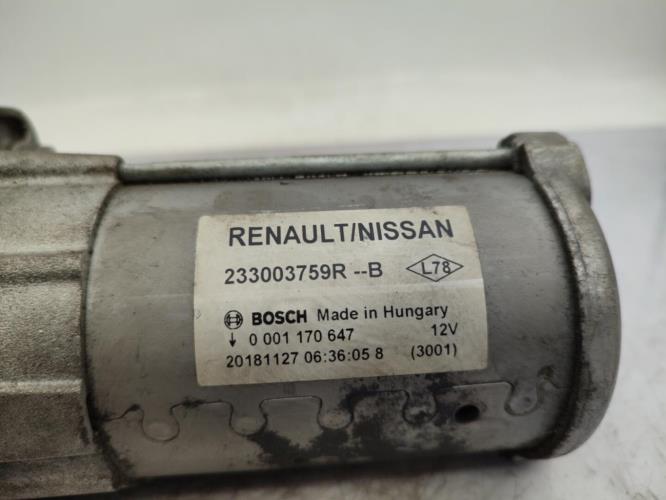 RENAULT/NISSAN
233003759R --B L78
BOSCH Made in Hungary
↓ 0 001 170 647 12V
20181127 06:36:05 8 (3001)